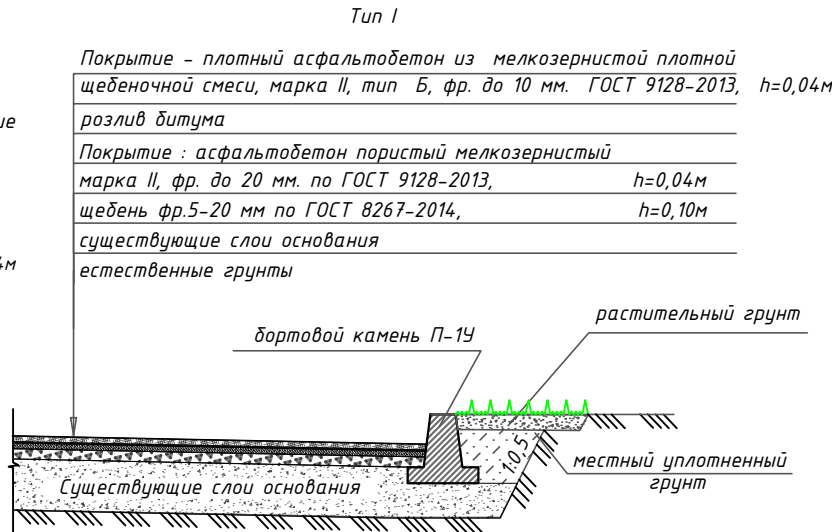 Тип I
Покрытие – плотный асфальтобетон из мелкозернистой плотной
щебеночной смеси, марка II, тип Б, фр. до 10 мм. ГОСТ 9128-2013, h=0,04м
розлив битума
Покрытие : асфальтобетон пористый мелкозернистый
марка II, фр. до 20 мм. по ГОСТ 9128-2013, h=0,04м
щебень фр.5-20 мм по ГОСТ 8267-2014, h=0,10м
существующие слои основания
естественные грунты
растительный грунт
бортовой камень П-1У
1:0,5
местный уплотненный
грунт
Существующие слои основания